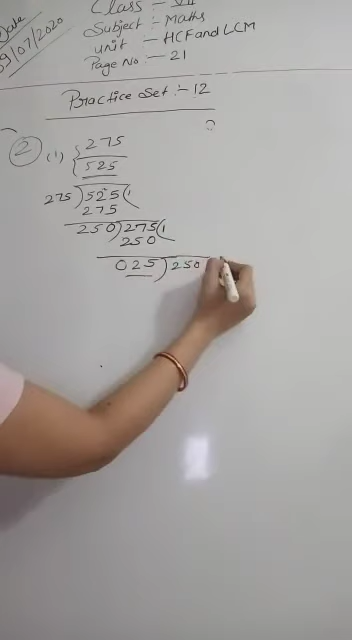 Date
09/07/2020
Class :- VII
Subject :- Maths
unit :- HCF and LCM
Page No :- 21
Practice Set :- 12
2 (1) { 275
525
275 ) 525 ( 1
275
250 ) 275 ( 1
250
025 ) 250